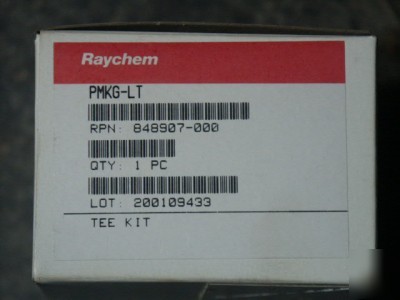 Raychem
PMKG-LT
RPN: 848907-000
QTY: 1 PC
LOT: 200109433
TEE KIT